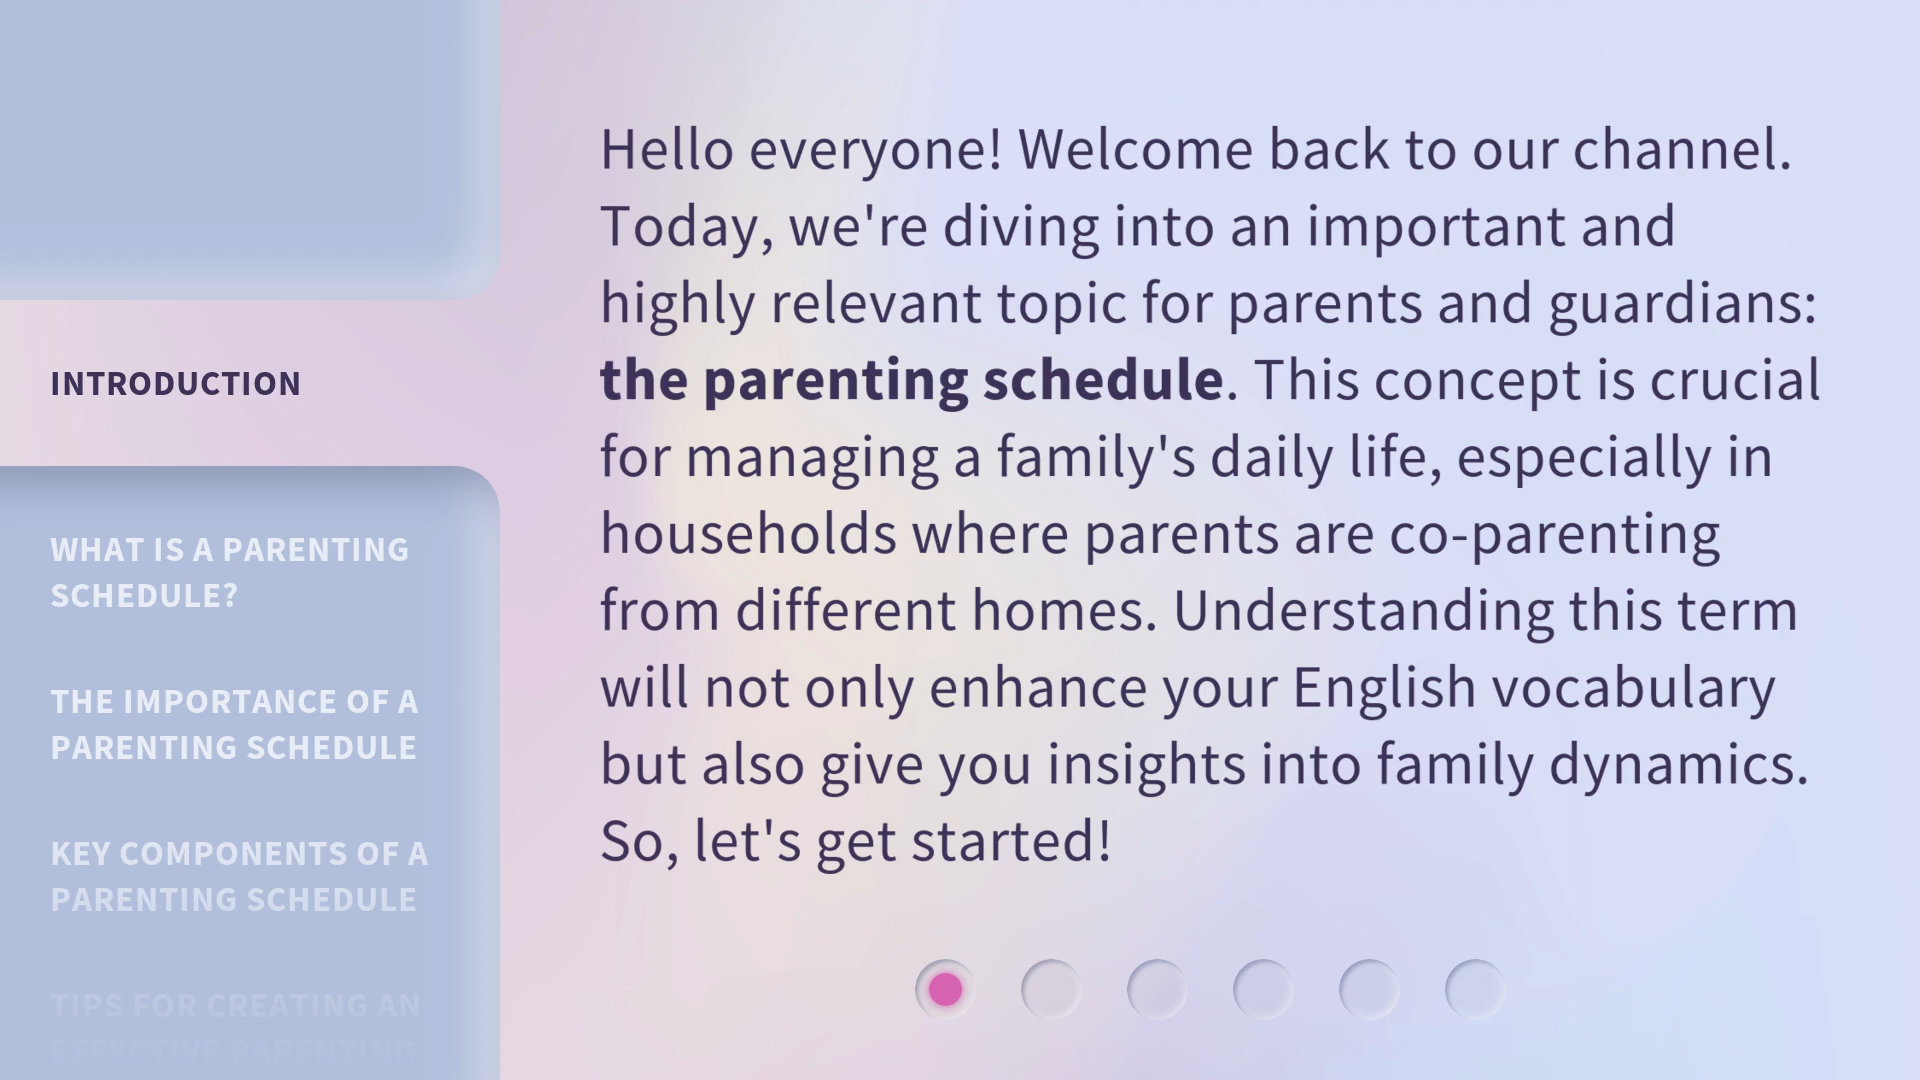 INTRODUCTION
WHAT IS A PARENTING
SCHEDULE?
THE IMPORTANCE OF A
PARENTING SCHEDULE
KEY COMPONENTS OF A
PARENTING SCHEDULE
TIPS FOR CREATING AN
EFFECTIVE PARENTING
Hello everyone! Welcome back to our channel.
Today, we're diving into an important and
highly relevant topic for parents and guardians:
the parenting schedule. This concept is crucial
for managing a family's daily life, especially in
households where parents are co-parenting
from different homes. Understanding this term
will not only enhance your English vocabulary
but also give you insights into family dynamics.
So, let's get started!